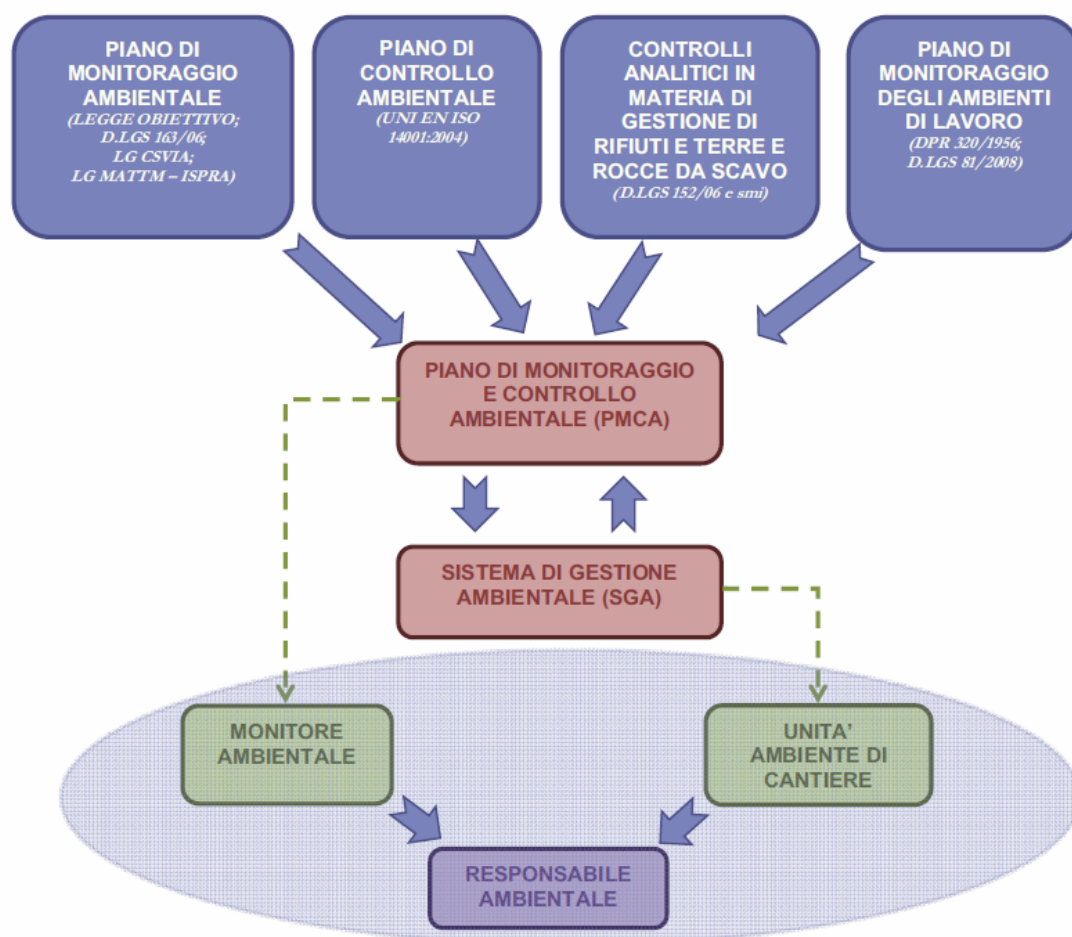 PIANO DI
MONITORAGGIO
AMBIENTALE
(LEGGE OBIETTIVO;
D.LGS 163/06;
LG CSVIA;
LG MATTM – ISPRA)
PIANO DI
CONTROLLO
AMBIENTALE
(UNI EN ISO
14001:2004)
CONTROLLI
ANALITICI IN
MATERIA DI
GESTIONE DI
RIFIUTI E TERRE E
ROCCE DA SCAVO
(D.LGS 152/06 e smi)
PIANO DI
MONITORAGGIO
DEGLI AMBIENTI
DI LAVORO
(DPR 320/1956;
D.LGS 81/2008)
PIANO DI MONITORAGGIO
E CONTROLLO
AMBIENTALE (PMCA)
SISTEMA DI GESTIONE
AMBIENTALE (SGA)
MONITORE
AMBIENTALE
UNITA’
AMBIENTE DI
CANTIERE
RESPONSABILE
AMBIENTALE